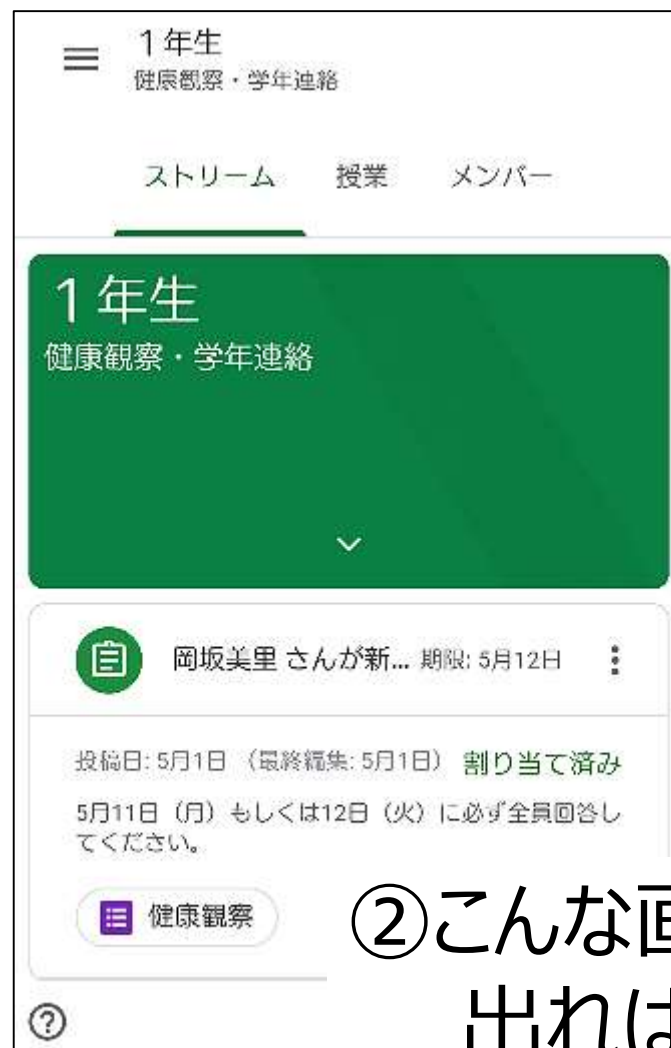 1年生
健康観察・学年連絡
ストリーム 授業 メンバー
1年生
健康観察・学年連絡
岡坂美里 さんが新... 期限: 5月12日
投稿日: 5月1日 (最終編集: 5月1日) 割り当て済み
5月11日（月）もしくは12日（火）に必ず全員回答し
てください。
健康観察
②こんな
出れ